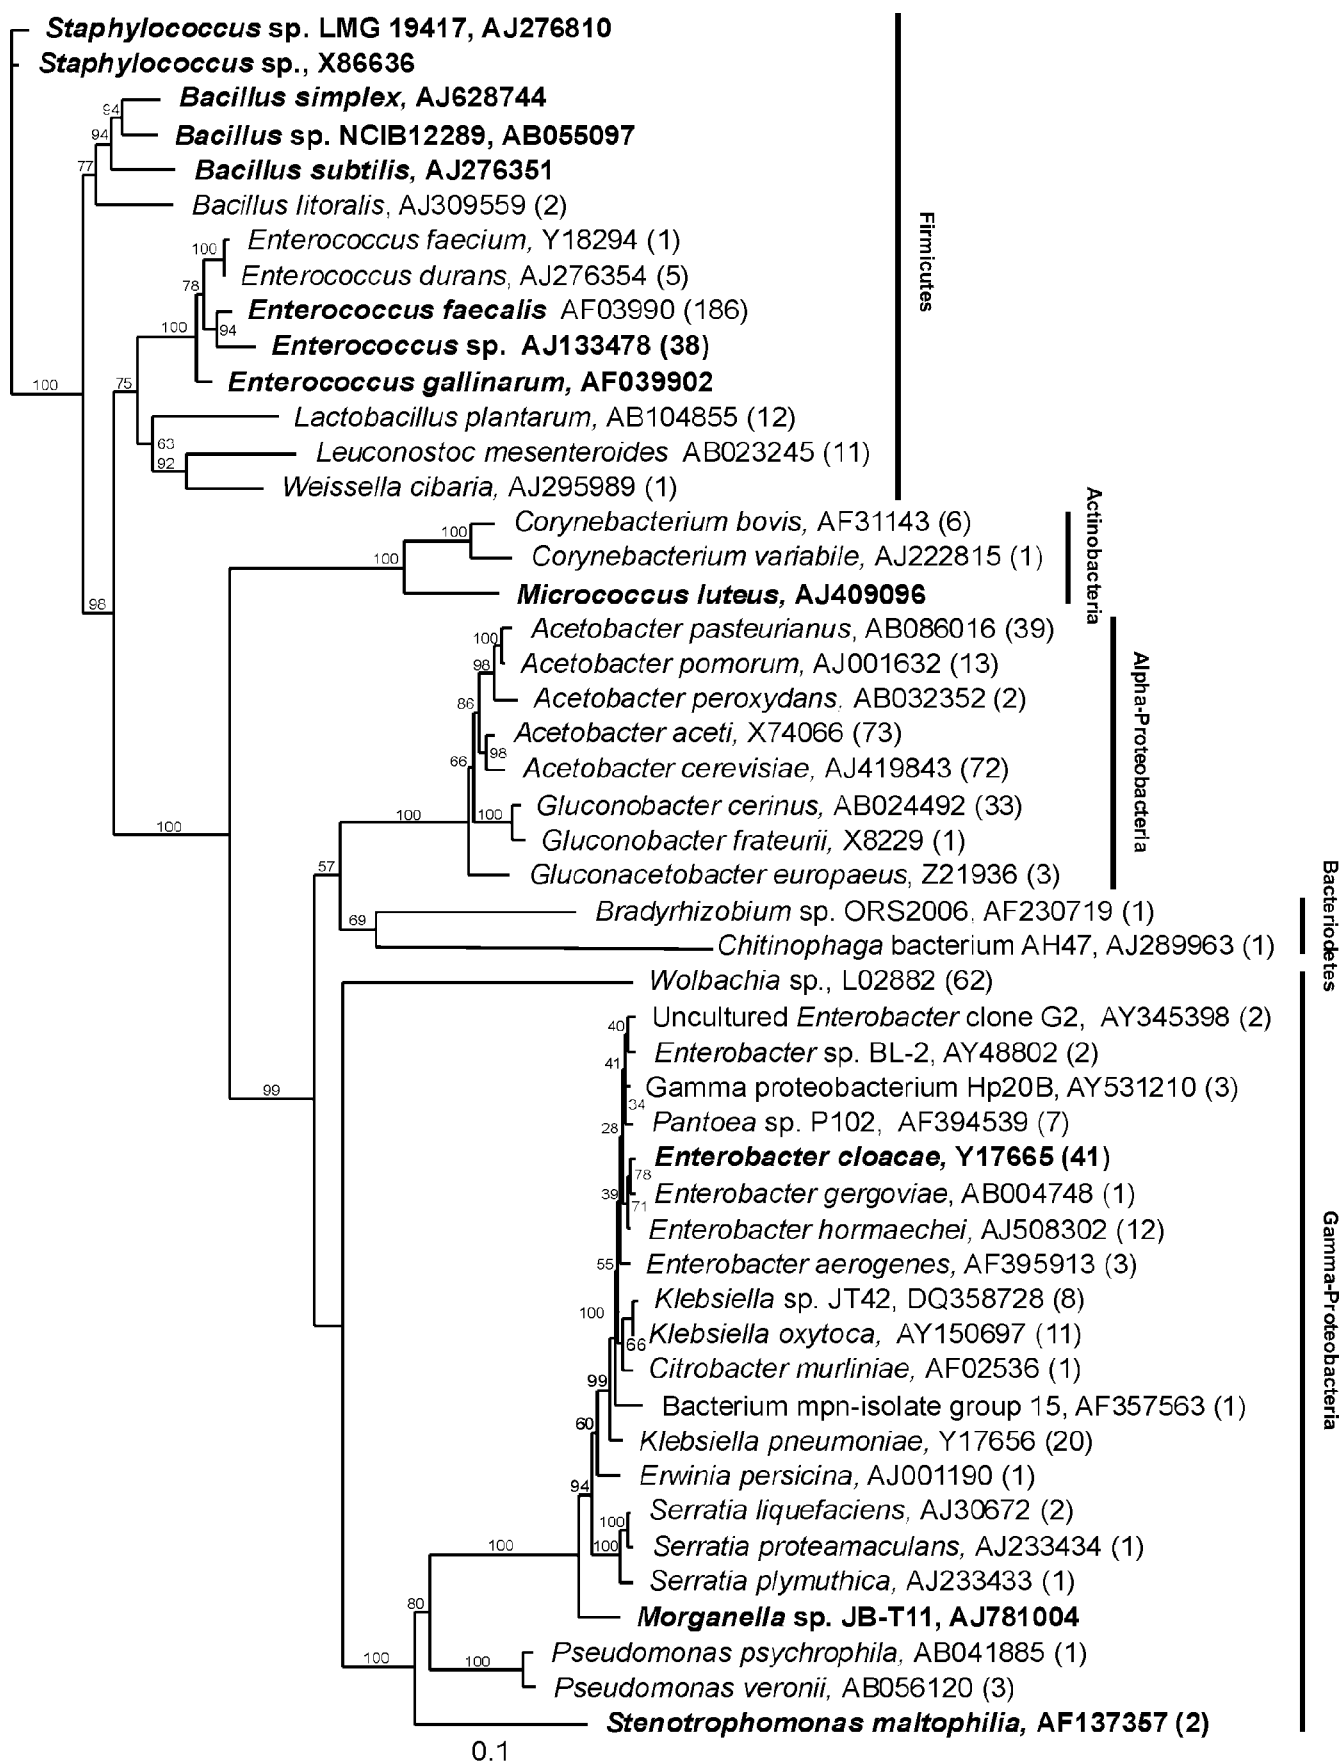 Staphylococcus sp. LMG 19417, AJ276810
Staphylococcus sp., X86636
94
Bacillus simplex, AJ628744
94
Bacillus sp. NCIB12289, AB055097
77
Bacillus subtilis, AJ276351
Bacillus litoralis, AJ309559 (2)
Firmicutes
100
Enterococcus faecium, Y18294 (1)
Enterococcus durans, AJ276354 (5)
78
Enterococcus faecalis AF03990 (186)
100
94
Enterococcus sp. AJ133478 (38)
100
75
Enterococcus gallinarum, AF039902
Lactobacillus plantarum, AB104855 (12)
63
Leuconostoc mesenteroides AB023245 (11)
92
Weissella cibaria, AJ295989 (1)
Actinobacteria
Corynebacterium bovis, AF31143 (6)
100
100
Corynebacterium variabile, AJ222815 (1)
Micrococcus luteus, AJ409096
98
Acetobacter pasteurianus, AB086016 (39)
100
98
Acetobacter pomorum, AJ001632 (13)
Alpha-Proteobacteria
86
Acetobacter peroxydans, AB032352 (2)
Acetobacter aceti, X74066 (73)
98
66
Acetobacter cerevisiae, AJ419843 (72)
Gluconobacter cerinus, AB024492 (33)
100
100
100
Gluconobacter frateurii, X8229 (1)
57
Gluconacetobacter europaeus, Z21936 (3)
Bacteriodetes
69
Bradyrhizobium sp. ORS2006, AF230719 (1)
Chitinophaga bacterium AH47, AJ289963 (1)
Wolbachia sp., L02882 (62)
40
Uncultured Enterobacter clone G2, AY345398 (2)
41
Enterobacter sp. BL-2, AY48802 (2)
99
Gamma proteobacterium Hp20B, AY531210 (3)
34
28
Pantoea sp. P102, AF394539 (7)
Enterobacter cloacae, Y17665 (41)
78
39
Enterobacter gergoviae, AB004748 (1)
71
Enterobacter hormaechei, AJ508302 (12)
Gamma-Proteobacteria
55
Enterobacter aerogenes, AF395913 (3)
Klebsiella sp. JT42, DQ358728 (8)
100
66
Klebsiella oxytoca, AY150697 (11)
Citrobacter murliniae, AF02536 (1)
99
Bacterium mpn-isolate group 15, AF357563 (1)
60
Klebsiella pneumoniae, Y17656 (20)
Erwinia persicina, AJ001190 (1)
94
Serratia liquefaciens, AJ30672 (2)
100
100
100
Serratia proteamaculans, AJ233434 (1)
Serratia plymuthica, AJ233433 (1)
80
Morganella sp. JB-T11, AJ781004
100
100
Pseudomonas psychrophila, AB041885 (1)
Pseudomonas veronii, AB056120 (3)
Stenotrophomonas maltophilia, AF137357 (2)
0.1